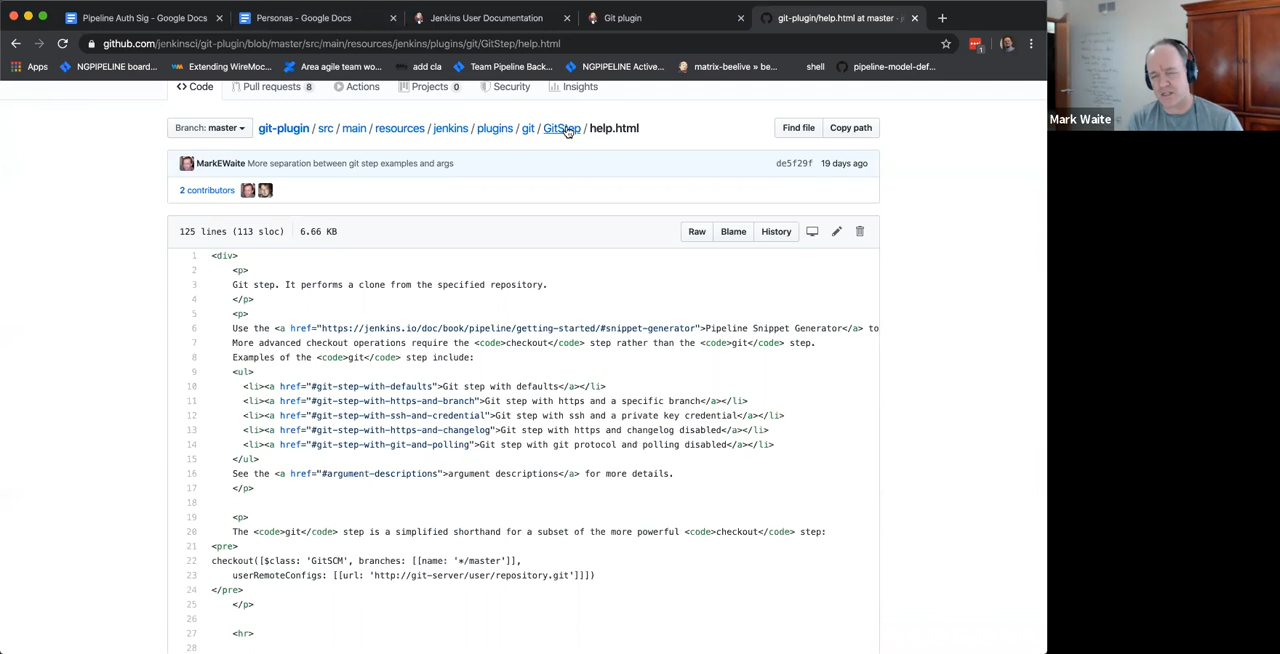 Pipeline Auth Sig - Google Docs
Personas - Google Docs
Jenkins User Documentation
Git plugin
git-plugin/help.html at master · j
github.com/jenkinsci/git-plugin/blob/master/src/main/resources/jenkins/plugins/git/GitStep/help.html
Apps
NGPIPELINE board...
Extending WireMoc...
Area agile team wo...
add cla
Team Pipeline Back...
NGPIPELINE Active...
matrix-beelive » be...
shell
pipeline-model-def...
Code
Pull requests 8
Actions
Projects 0
Security
Insights
Mark Waite
Branch: master
git-plugin / src / main / resources / jenkins / plugins / git / GitStep / help.html
Find file
Copy path
MarkEWaite More separation between git step examples and args
de5f29f 19 days ago
2 contributors
125 lines (113 sloc) 6.66 KB
Raw
Blame
History
1 <div>
2 <p>
3 Git step. It performs a clone from the specified repository.
4 </p>
5 <p>
6 Use the <a href="https://jenkins.io/doc/book/pipeline/getting-started/#snippet-generator">Pipeline Snippet Generator</a> to
7 More advanced checkout operations require the <code>checkout</code> step rather than the <code>git</code> step.
8 Examples of the <code>git</code> step include:
9 <ul>
10 <li><a href="#git-step-with-defaults">Git step with defaults</a></li>
11 <li><a href="#git-step-with-https-and-branch">Git step with https and a specific branch</a></li>
12 <li><a href="#git-step-with-ssh-and-credential">Git step with ssh and a private key credential</a></li>
13 <li><a href="#git-step-with-https-and-changelog">Git step with https and changelog disabled</a></li>
14 <li><a href="#git-step-with-git-and-polling">Git step with git protocol and polling disabled</a></li>
15 </ul>
16 See the <a href="#argument-descriptions">argument descriptions</a> for more details.
17 </p>
18
19 <p>
20 The <code>git</code> step is a simplified shorthand for a subset of the more powerful <code>checkout</code> step:
21 <pre>
22 checkout([$class: 'GitSCM', branches: [[name: '*/master']],
23 userRemoteConfigs: [[url: 'http://git-server/user/repository.git']]])
24 </pre>
25 </p>
26
27 <hr>
28